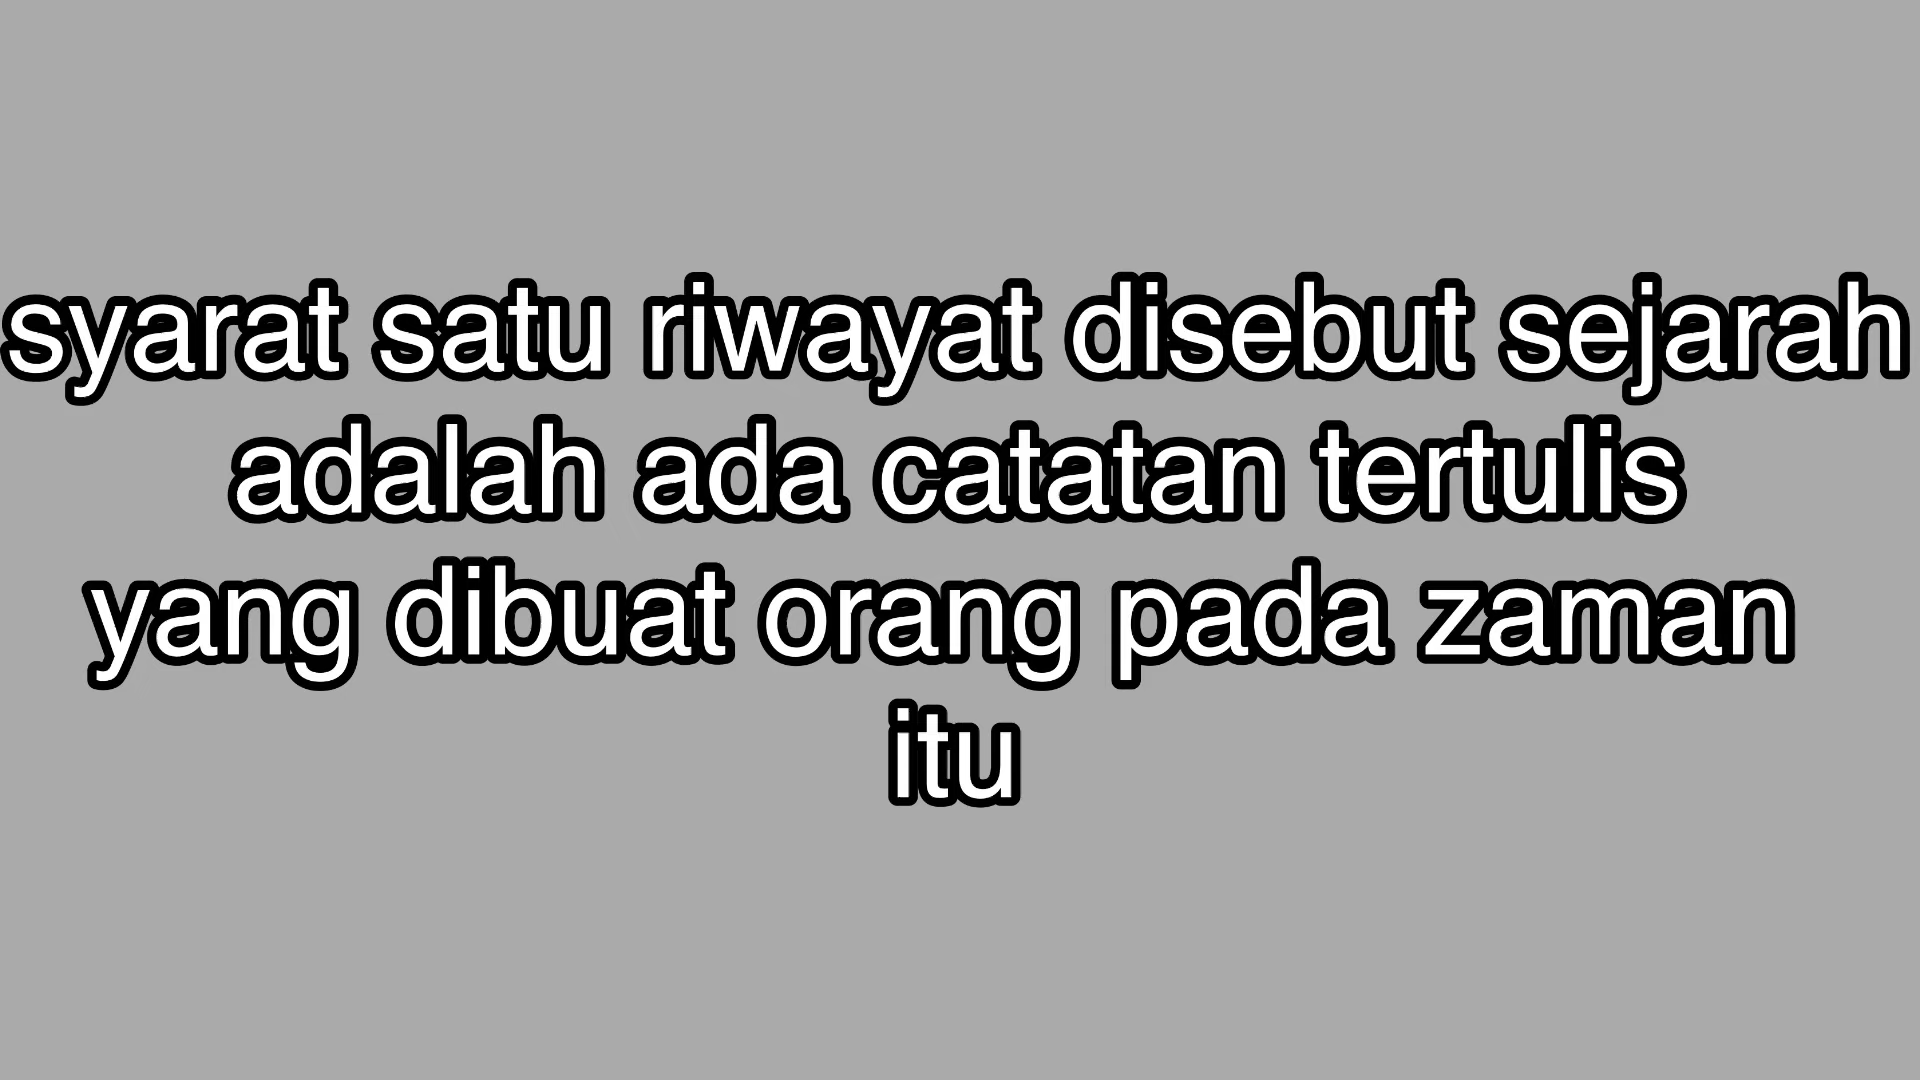 syarat satu riwayat disebut sejarah
adalah ada catatan tertulis
yang dibuat orang pada zaman
itu